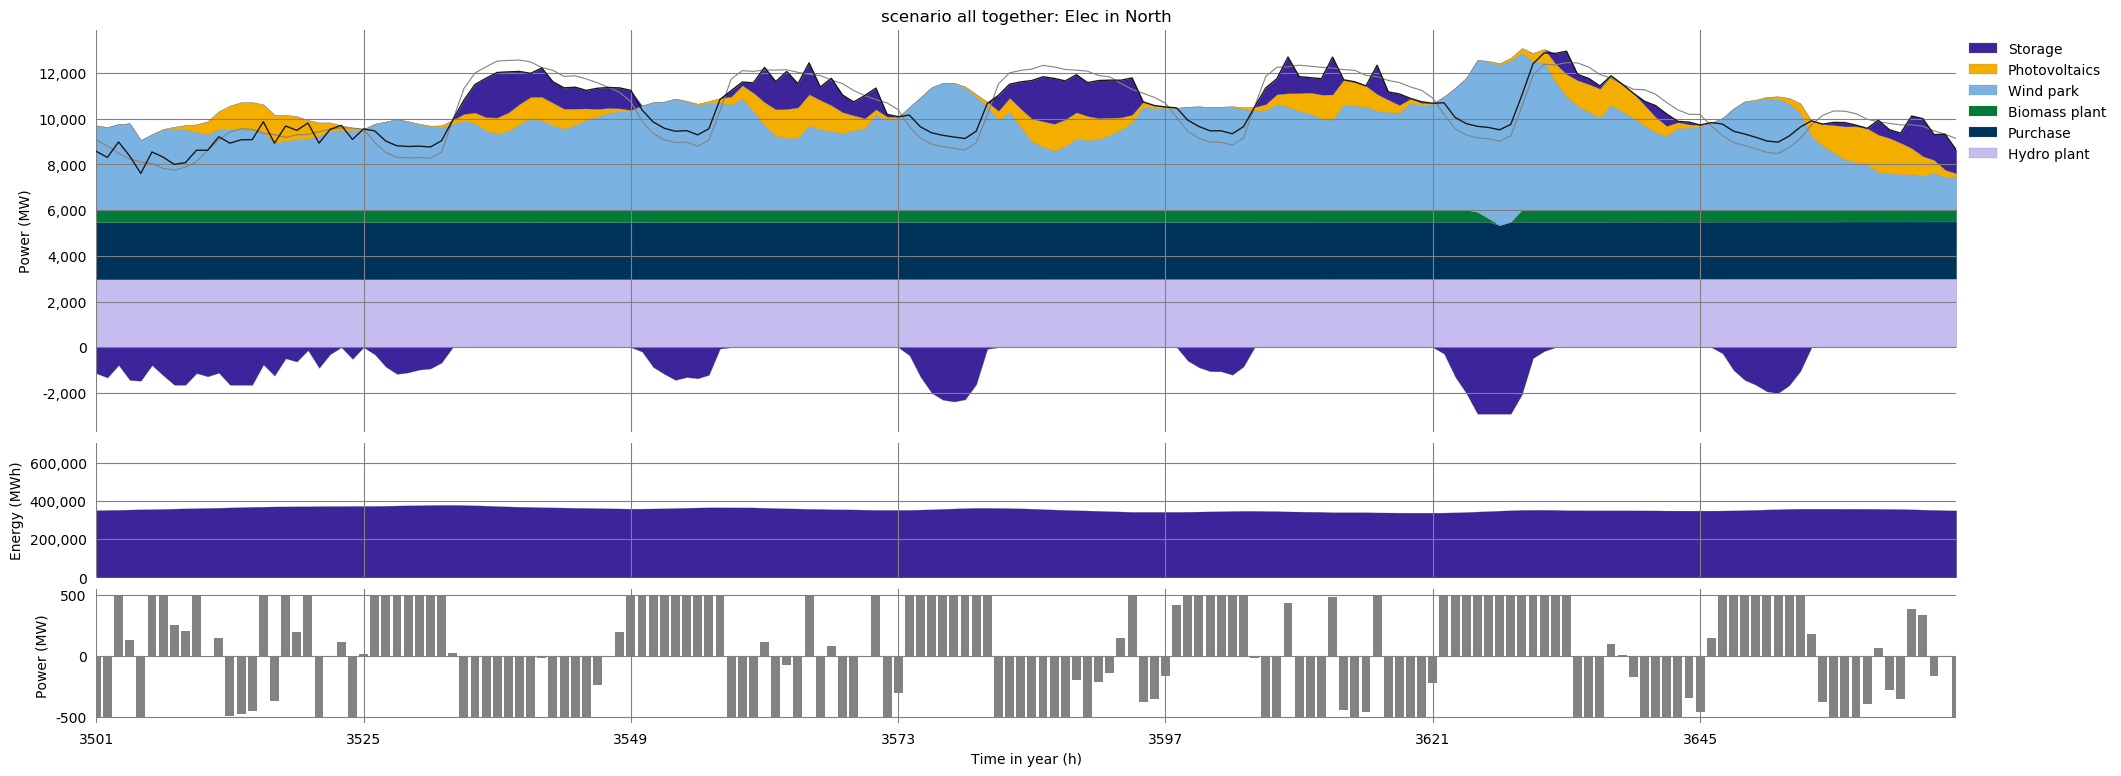 scenario all together: Elec in North
Storage
Photovoltaics
Wind park
Biomass plant
Purchase
Hydro plant
Power (MW)
12,000
10,000
8,000
6,000
4,000
2,000
0
-2,000
Energy (MWh)
600,000
400,000
200,000
0
Power (MW)
500
0
-500
3501 3525 3549 3573 3597 3621 3645
Time in year (h)